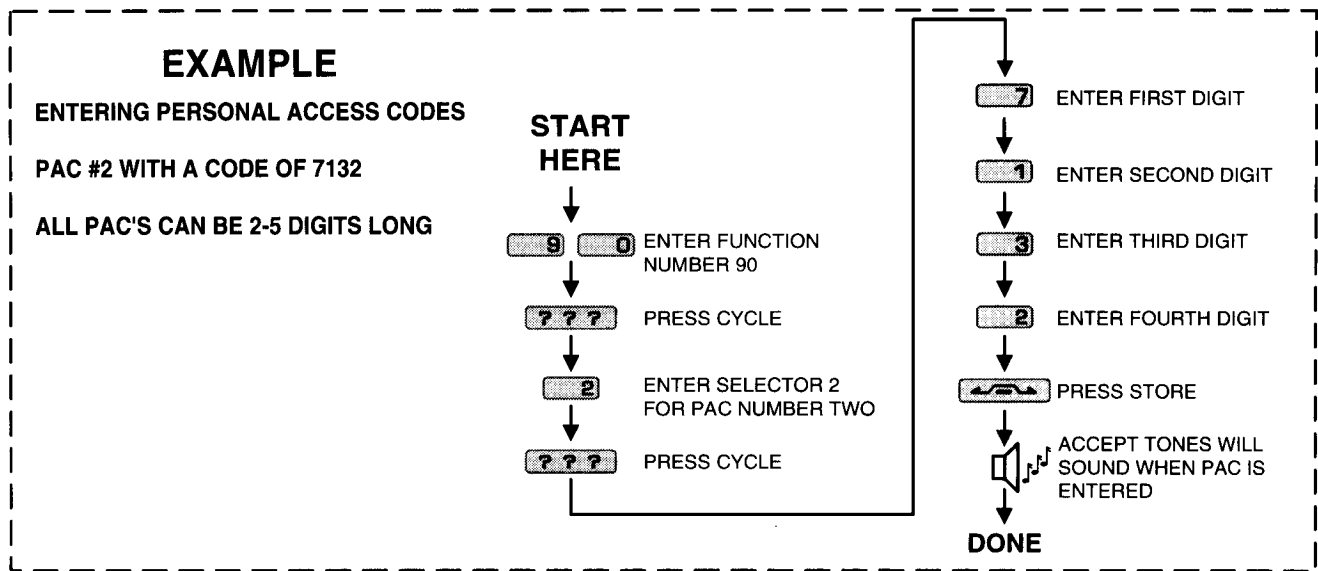 EXAMPLE
ENTERING PERSONAL ACCESS CODES
PAC #2 WITH A CODE OF 7132
ALL PAC'S CAN BE 2-5 DIGITS LONG
START
HERE
9 0 ENTER FUNCTION
NUMBER 90
? ? ? PRESS CYCLE
2 ENTER SELECTOR 2
FOR PAC NUMBER TWO
? ? ? PRESS CYCLE
7 ENTER FIRST DIGIT
1 ENTER SECOND DIGIT
3 ENTER THIRD DIGIT
2 ENTER FOURTH DIGIT
PRESS STORE
ACCEPT TONES WILL
SOUND WHEN PAC IS
ENTERED
DONE